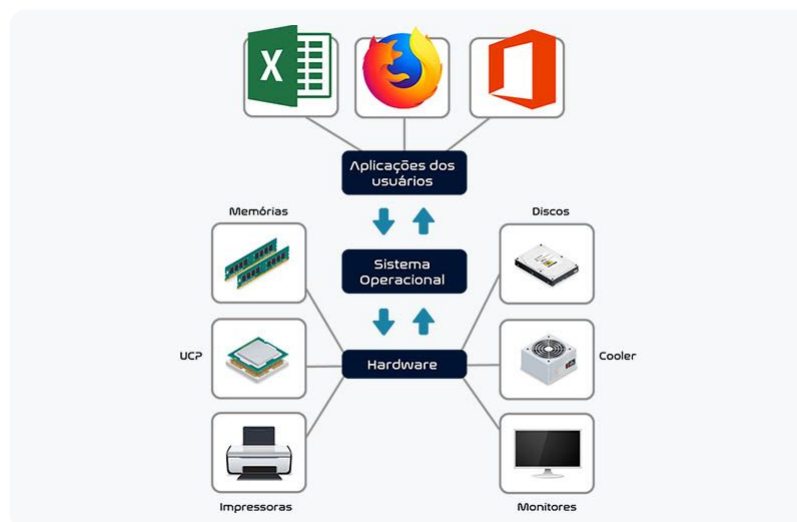 X
Aplicações dos
usuários
Memórias
Discos
Sistema
Operacional
UCP
Hardware
Cooler
Impressoras
Monitores